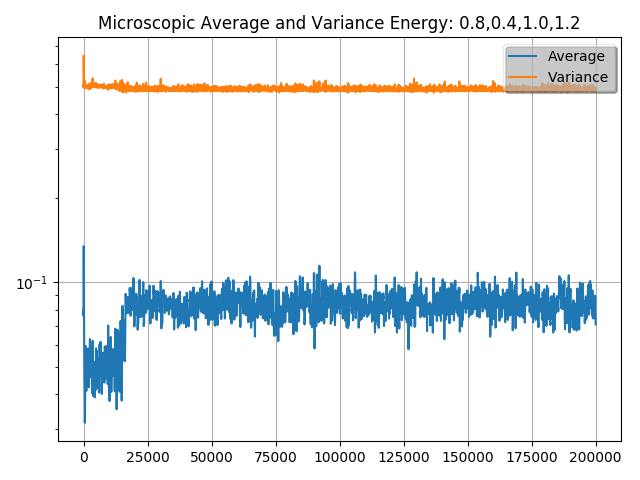 Microscopic Average and Variance Energy: 0.8,0.4,1.0,1.2
Average
Variance
10⁻¹
0 25000 50000 75000 100000 125000 150000 175000 200000